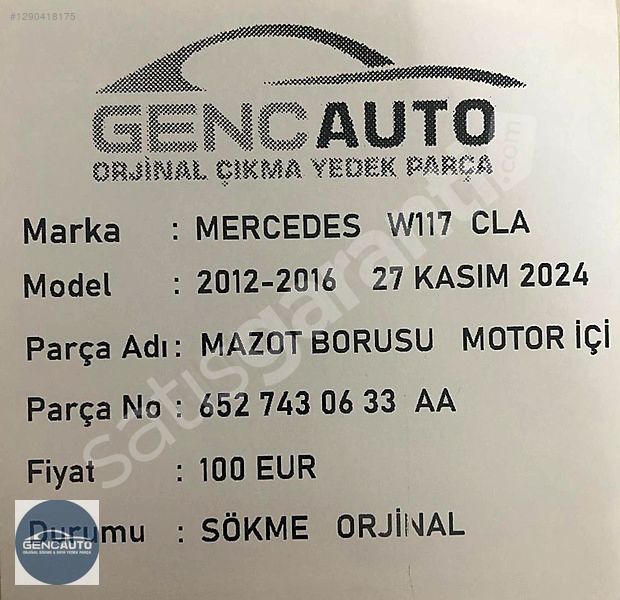 #1290418175
GENCAUTO
ORJİNAL ÇIKMA YEDEK PARÇA
satısgaranti.com
Marka : MERCEDES W117 CLA
Model : 2012-2016 27 KASIM 2024
Parça Adı : MAZOT BORUSU MOTOR İÇİ
Parça No : 652 743 06 33 AA
Fiyat : 100 EUR
Durumu : SÖKME ORJİNAL
GENCAUTO